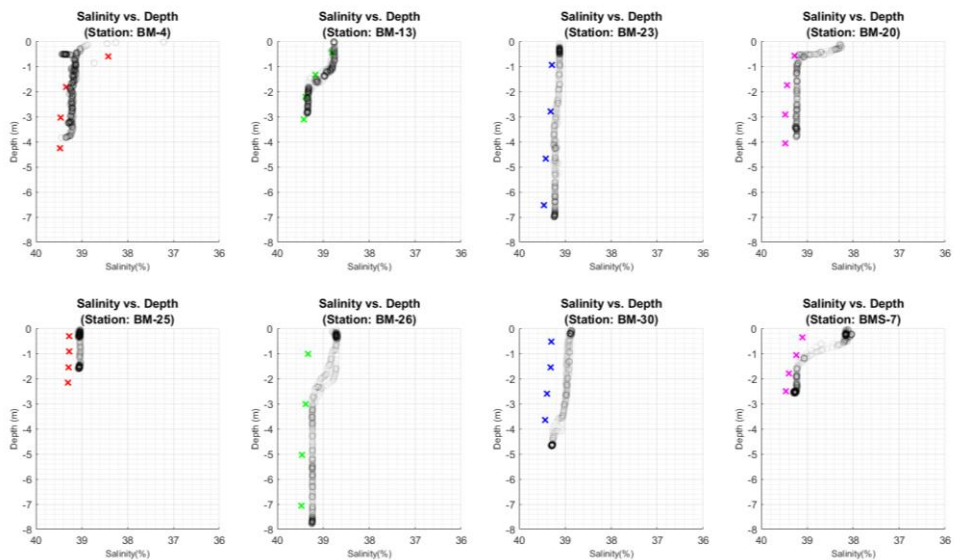 Salinity vs. Depth
(Station: BM-4)
0
-1
-2
-3
-4
-5
-6
-7
-8
Depth (m)
40 39 38 37 36
Salinity(%)
Salinity vs. Depth
(Station: BM-13)
0
-1
-2
-3
-4
-5
-6
-7
-8
Depth (m)
40 39 38 37 36
Salinity(%)
Salinity vs. Depth
(Station: BM-23)
0
-1
-2
-3
-4
-5
-6
-7
-8
Depth (m)
40 39 38 37 36
Salinity(%)
Salinity vs. Depth
(Station: BM-20)
0
-1
-2
-3
-4
-5
-6
-7
-8
Depth (m)
40 39 38 37 36
Salinity(%)
Salinity vs. Depth
(Station: BM-25)
0
-1
-2
-3
-4
-5
-6
-7
-8
Depth (m)
40 39 38 37 36
Salinity(%)
Salinity vs. Depth
(Station: BM-26)
0
-1
-2
-3
-4
-5
-6
-7
-8
Depth (m)
40 39 38 37 36
Salinity(%)
Salinity vs. Depth
(Station: BM-30)
0
-1
-2
-3
-4
-5
-6
-7
-8
Depth (m)
40 39 38 37 36
Salinity(%)
Salinity vs. Depth
(Station: BMS-7)
0
-1
-2
-3
-4
-5
-6
-7
-8
Depth (m)
40 39 38 37 36
Salinity(%)